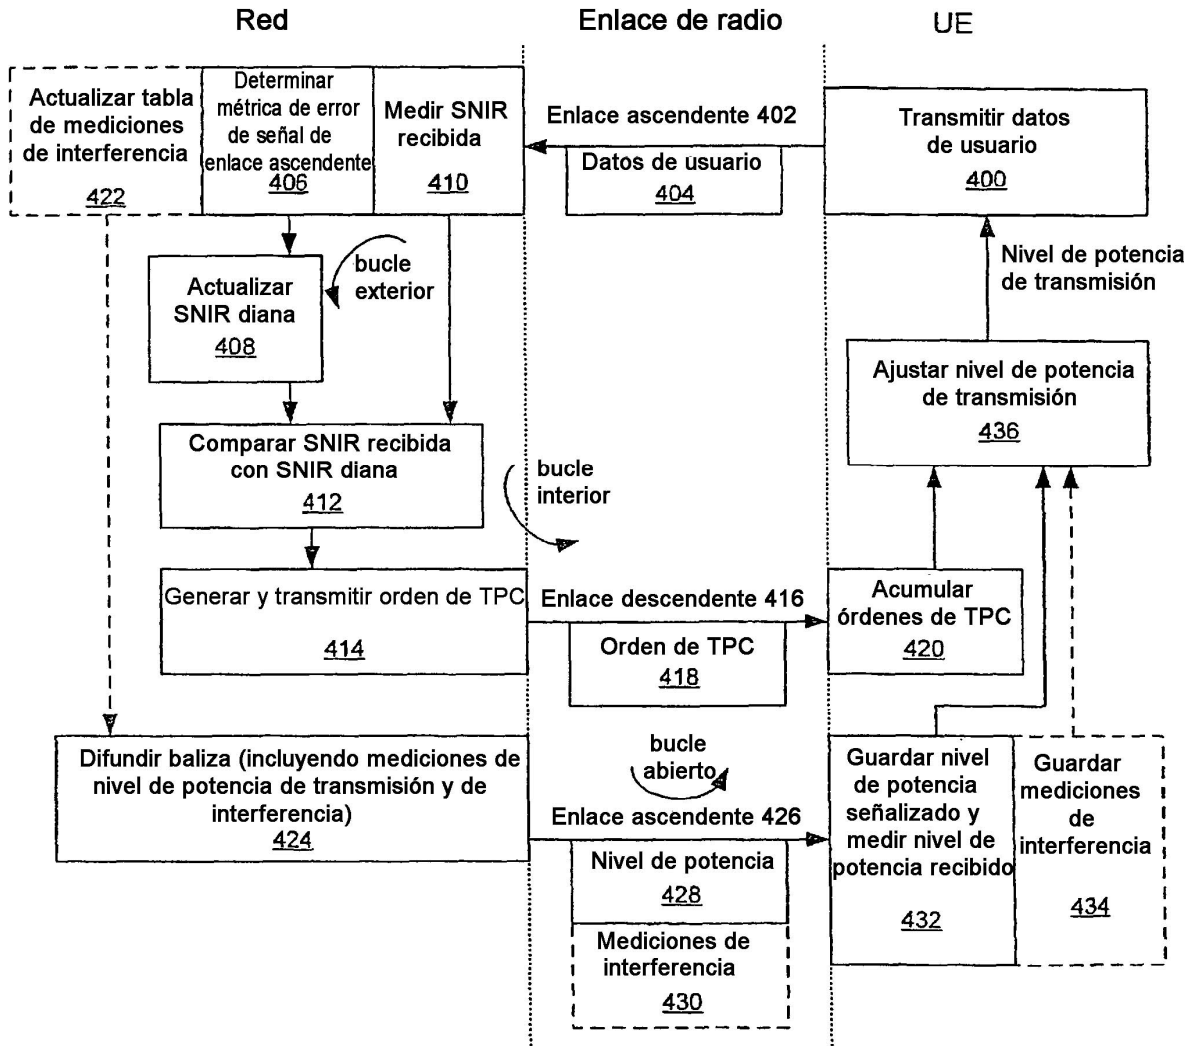 Red
Enlace de radio
UE
Actualizar tabla
de mediciones
de interferencia
422
Determinar
métrica de error
de señal de
enlace ascendente
406
Medir SNIR
recibida
410
Enlace ascendente 402
Datos de usuario
404
Transmitir datos
de usuario
400
bucle
exterior
Nivel de potencia
de transmisión
Actualizar
SNIR diana
408
Ajustar nivel de potencia
de transmisión
436
Comparar SNIR recibida
con SNIR diana
412
bucle
interior
Generar y transmitir orden de TPC
414
Enlace descendente 416
Orden de TPC
418
Acumular
órdenes de TPC
420
Difundir baliza (incluyendo mediciones de
nivel de potencia de transmisión y de
interferencia)
424
bucle
abierto
Enlace ascendente 426
Nivel de potencia
428
Mediciones de
interferencia
430
Guardar nivel
de potencia
señalizado y
medir nivel de
potencia recibido
432
Guardar
mediciones
de
interferencia
434